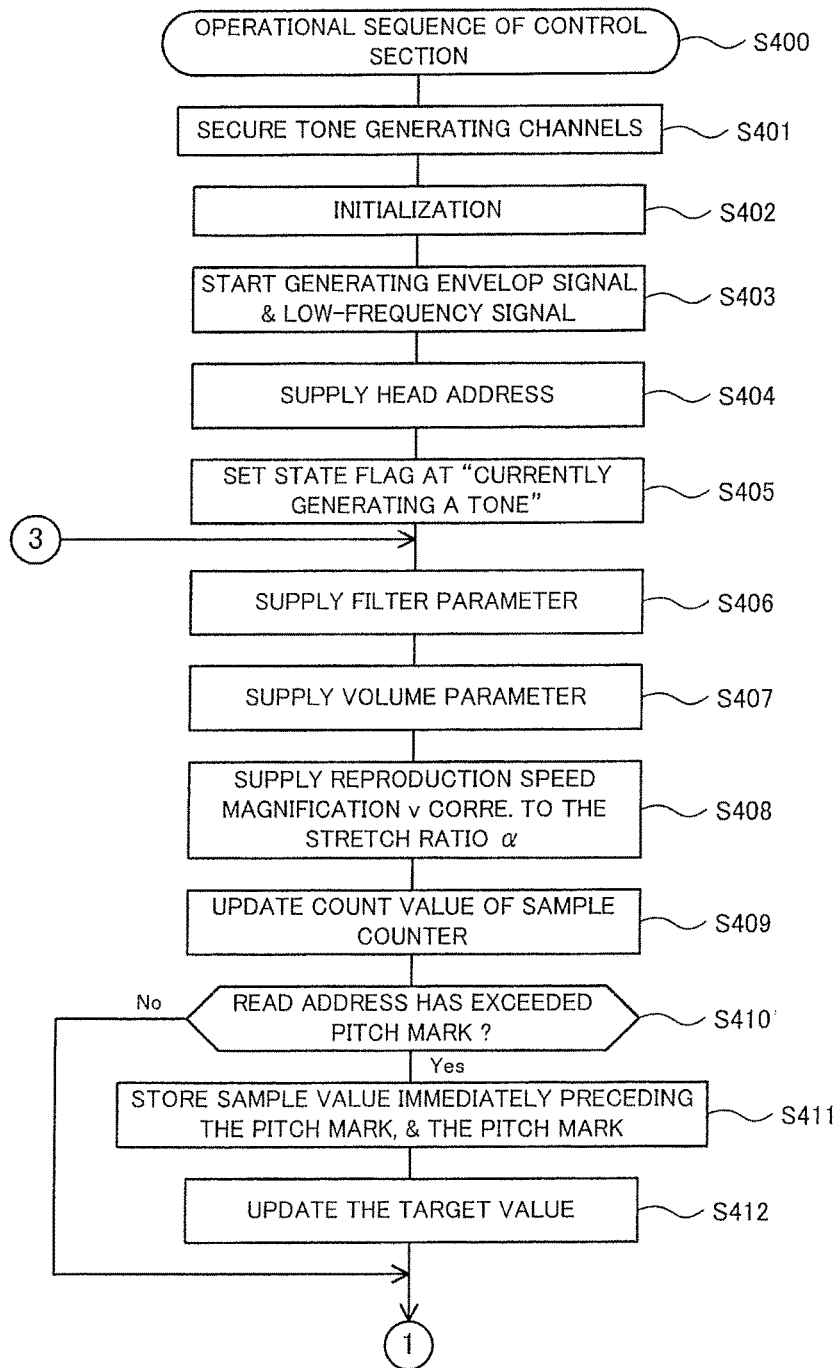 OPERATIONAL SEQUENCE OF CONTROL
SECTION
S400
SECURE TONE GENERATING CHANNELS
S401
INITIALIZATION
S402
START GENERATING ENVELOP SIGNAL
& LOW-FREQUENCY SIGNAL
S403
SUPPLY HEAD ADDRESS
S404
SET STATE FLAG AT “CURRENTLY
GENERATING A TONE”
S405
3
SUPPLY FILTER PARAMETER
S406
SUPPLY VOLUME PARAMETER
S407
SUPPLY REPRODUCTION SPEED
MAGNIFICATION v CORRE. TO THE
STRETCH RATIO α
S408
UPDATE COUNT VALUE OF SAMPLE
COUNTER
S409
No
READ ADDRESS HAS EXCEEDED
PITCH MARK ?
S410
Yes
STORE SAMPLE VALUE IMMEDIATELY PRECEDING
THE PITCH MARK, & THE PITCH MARK
S411
UPDATE THE TARGET VALUE
S412
1